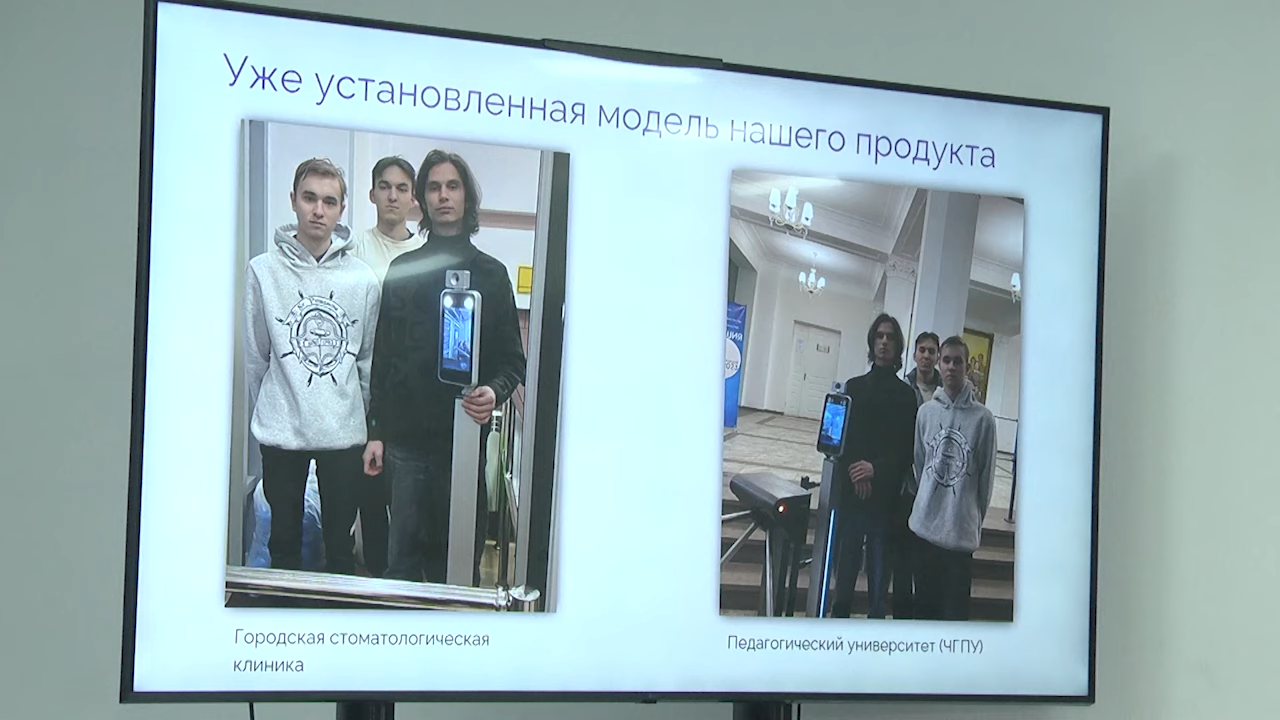 Уже установленная модель нашего продукта
Городская стоматологическая
клиника
Педагогический университет (ЧГПУ)